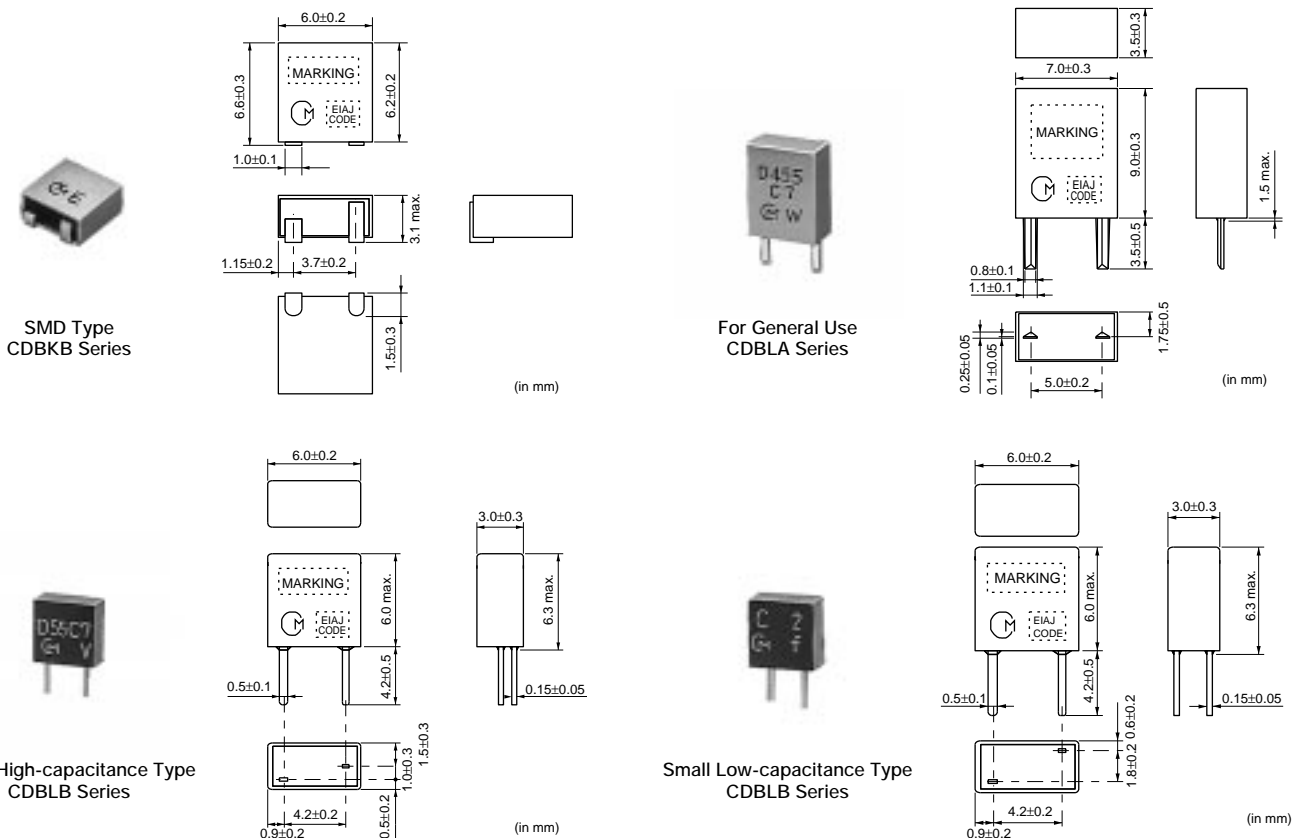 6.0±0.2
6.6±0.3
MARKING
EIAJ
CODE
6.2±0.2
1.0±0.1
3.1 max.
1.15±0.2
3.7±0.2
1.5±0.3
E
SMD Type
CDBKB Series
(in mm)
3.5±0.3
7.0±0.3
MARKING
EIAJ
CODE
9.0±0.3
1.5 max.
3.5±0.5
0.8±0.1
1.1±0.1
0.25±0.05
0.1±0.05
1.75±0.5
5.0±0.2
D455
C7
W
For General Use
CDBLA Series
(in mm)
6.0±0.2
3.0±0.3
MARKING
EIAJ
CODE
6.0 max.
6.3 max.
4.2±0.5
0.5±0.1
0.15±0.05
D55C7
V
1.5±0.3
1.0±0.3
0.5±0.2
4.2±0.2
0.9±0.2
High-capacitance Type
CDBLB Series
(in mm)
6.0±0.2
3.0±0.3
MARKING
EIAJ
CODE
6.0 max.
6.3 max.
4.2±0.5
0.5±0.1
0.15±0.05
C 2
0.6±0.2
1.8±0.2
4.2±0.2
0.9±0.2
Small Low-capacitance Type
CDBLB Series
(in mm)